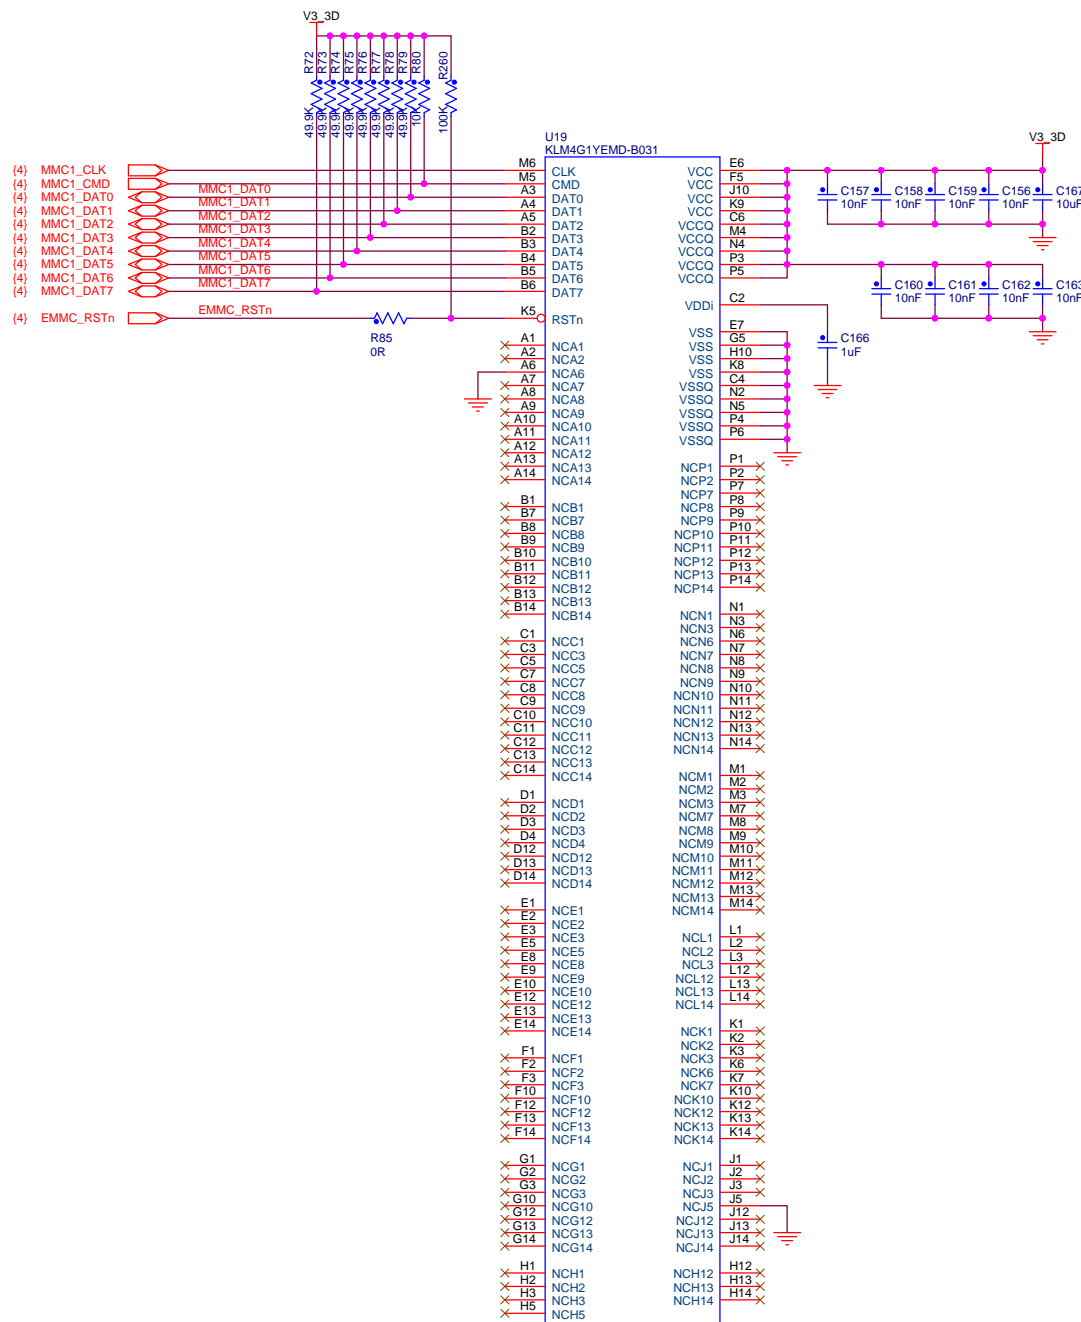 V3_3D
R72
R73
R74
R75
R76
R77
R78
R79
R80
R260
49.9K
49.9K
49.9K
49.9K
49.9K
49.9K
49.9K
49.9K
10K
100K
U19
KLM4G1YEMD-B031
V3_3D
{4} MMC1_CLK M6 CLK
{4} MMC1_CMD M5 CMD
{4} MMC1_DAT0 MMC1_DAT0 A3 DAT0
{4} MMC1_DAT1 MMC1_DAT1 A4 DAT1
{4} MMC1_DAT2 MMC1_DAT2 A5 DAT2
{4} MMC1_DAT3 MMC1_DAT3 B2 DAT3
{4} MMC1_DAT4 MMC1_DAT4 B3 DAT4
{4} MMC1_DAT5 MMC1_DAT5 B4 DAT5
{4} MMC1_DAT6 MMC1_DAT6 B5 DAT6
{4} MMC1_DAT7 MMC1_DAT7 B6 DAT7
{4} EMMC_RSTn EMMC_RSTn K5 RSTn
R85
0R
A1 NCA1
A2 NCA2
A6 NCA6
A7 NCA7
A8 NCA8
A9 NCA9
A10 NCA10
A11 NCA11
A12 NCA12
A13 NCA13
A14 NCA14
B1 NCB1
B7 NCB7
B8 NCB8
B9 NCB9
B10 NCB10
B11 NCB11
B12 NCB12
B13 NCB13
B14 NCB14
C1 NCC1
C3 NCC3
C5 NCC5
C7 NCC7
C8 NCC8
C9 NCC9
C10 NCC10
C11 NCC11
C12 NCC12
C13 NCC13
C14 NCC14
D1 NCD1
D2 NCD2
D3 NCD3
D4 NCD4
D12 NCD12
D13 NCD13
D14 NCD14
E1 NCE1
E2 NCE2
E3 NCE3
E5 NCE5
E8 NCE8
E9 NCE9
E10 NCE10
E12 NCE12
E13 NCE13
E14 NCE14
F1 NCF1
F2 NCF2
F3 NCF3
F10 NCF10
F12 NCF12
F13 NCF13
F14 NCF14
G1 NCG1
G2 NCG2
G3 NCG3
G10 NCG10
G12 NCG12
G13 NCG13
G14 NCG14
H1 NCH1
H2 NCH2
H3 NCH3
H5 NCH5
VCC E6
VCC F5
VCC J10
VCC K9
VCCQ C6
VCCQ M4
VCCQ N4
VCCQ P3
VCCQ P5
VDDi C2
VSS E7
VSS G5
VSS H10
VSS K8
VSSQ C4
VSSQ N2
VSSQ N5
VSSQ P4
VSSQ P6
C157 C158 C159 C156 C167
10nF 10nF 10nF 10nF 10uF
C160 C161 C162 C163
10nF 10nF 10nF 10nF
C166
1uF
NCP1 P1
NCP2 P2
NCP7 P7
NCP8 P8
NCP9 P9
NCP10 P10
NCP11 P11
NCP12 P12
NCP13 P13
NCP14 P14
NCN1 N1
NCN3 N3
NCN6 N6
NCN7 N7
NCN8 N8
NCN9 N9
NCN10 N10
NCN11 N11
NCN12 N12
NCN13 N13
NCN14 N14
NCM1 M1
NCM2 M2
NCM3 M3
NCM7 M7
NCM8 M8
NCM9 M9
NCM10 M10
NCM11 M11
NCM12 M12
NCM13 M13
NCM14 M14
NCL1 L1
NCL2 L2
NCL3 L3
NCL12 L12
NCL13 L13
NCL14 L14
NCK1 K1
NCK2 K2
NCK3 K3
NCK6 K6
NCK7 K7
NCK10 K10
NCK12 K12
NCK13 K13
NCK14 K14
NCJ1 J1
NCJ2 J2
NCJ3 J3
NCJ5 J5
NCJ12 J12
NCJ13 J13
NCJ14 J14
NCH12 H12
NCH13 H13
NCH14 H14